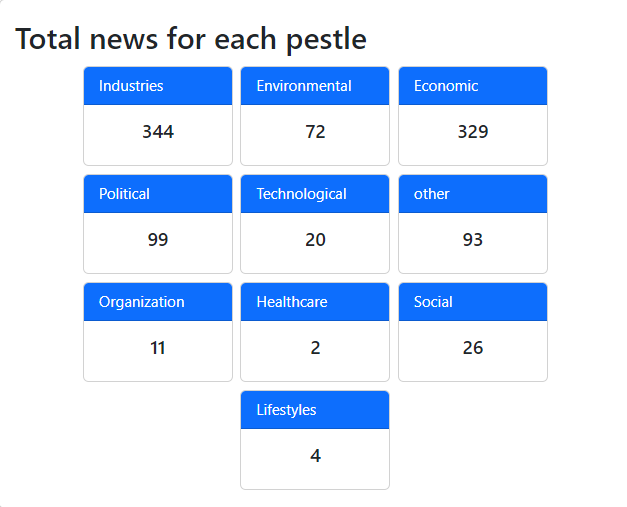 Total news for each pestle
Industries
344
Environmental
72
Economic
329
Political
99
Technological
20
other
93
Organization
11
Healthcare
2
Social
26
Lifestyles
4